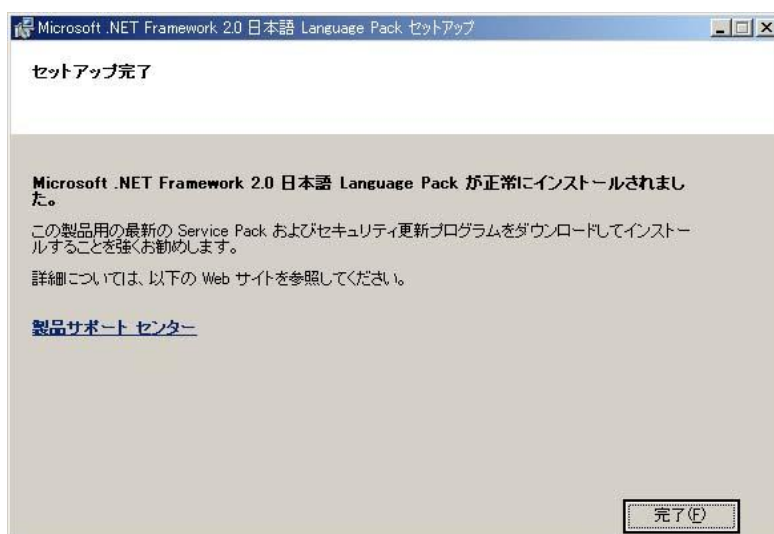 Microsoft .NET Framework 2.0 日本語 Language Pack セットアップ
セットアップ完了
Microsoft .NET Framework 2.0 日本語 Language Pack が正常にインストールされまし
た。
この製品用の最新の Service Pack およびセキュリティ更新プログラムをダウンロードしてインストー
ルすることを強くお勧めします。
詳細については、以下の Web サイトを参照してください。
製品サポート センター
完了(F)